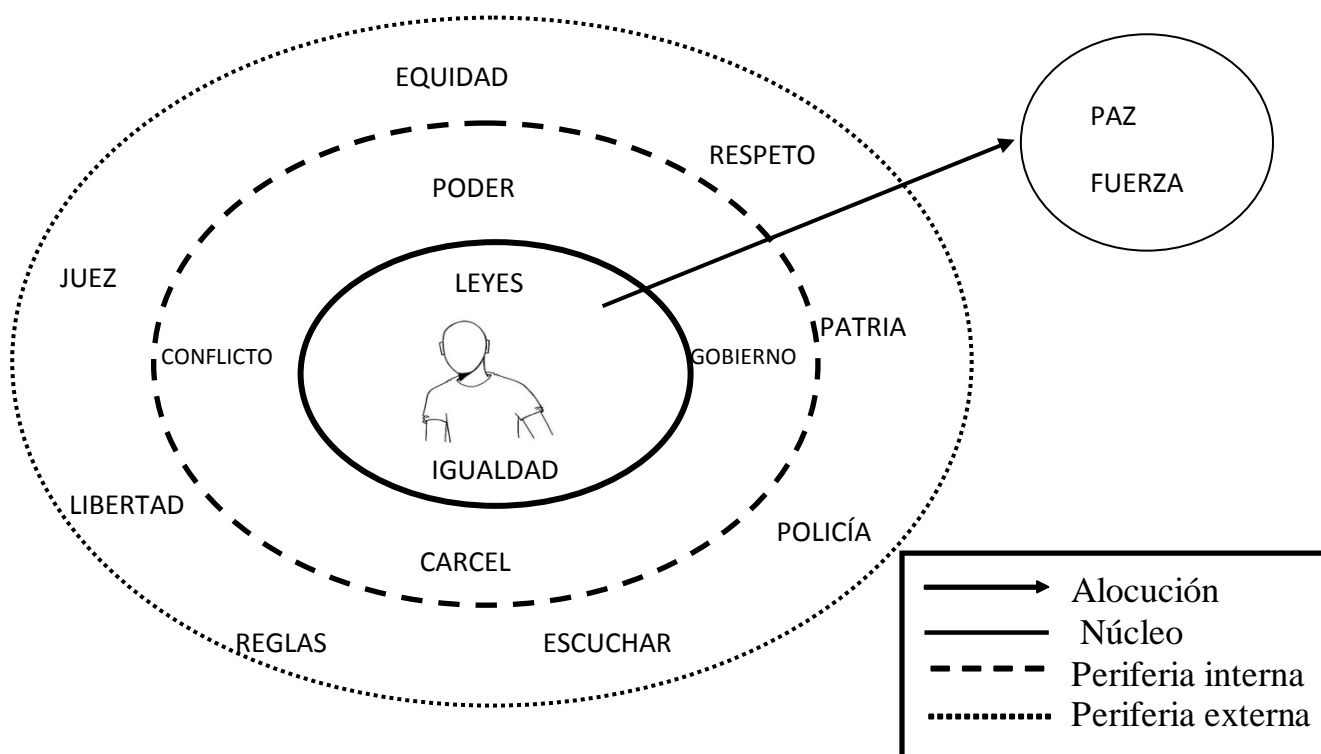 EQUIDAD
PAZ
RESPETO
FUERZA
PODER
JUEZ
LEYES
PATRIA
CONFLICTO
GOBIERNO
IGUALDAD
LIBERTAD
POLICÍA
CARCEL
REGLAS
ESCUCHAR
Alocución
Núcleo
Periferia interna
Periferia externa